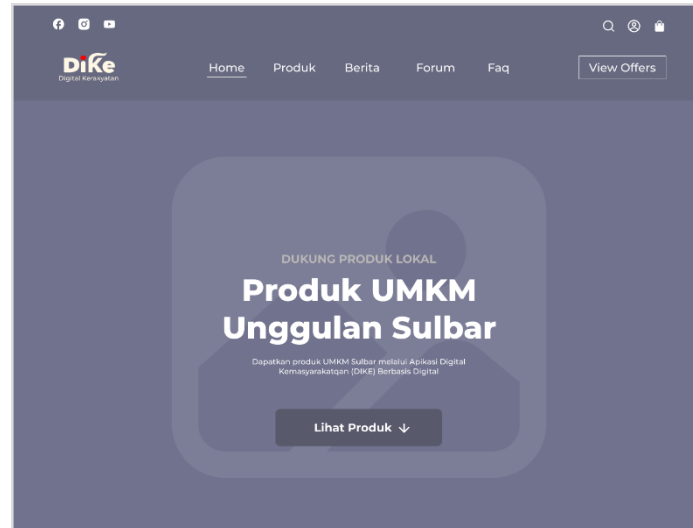 DiKe
Digital Keraxyatan
Home Produk Berita Forum Faq View Offers
DUKUNG PRODUK LOKAL
Produk UMKM
Unggulan Sulbar
Dapatkan produk UMKM Sulbar melalui Apikasi Digital
Kemasyarakatqan (DIKE) Berbasis Digital
Lihat Produk